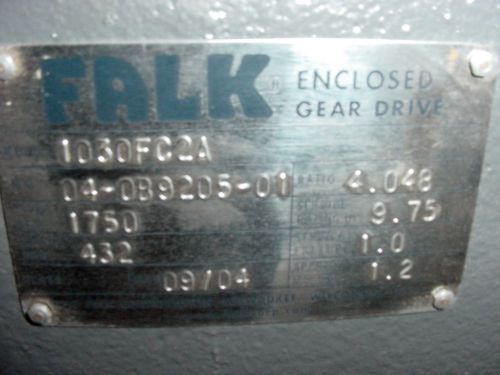 FALK® ENCLOSED
GEAR DRIVE
1030FC2A
04-0B9205-01 RATIO 4.048
1750 9.75
432 1.0
09/04 1.2